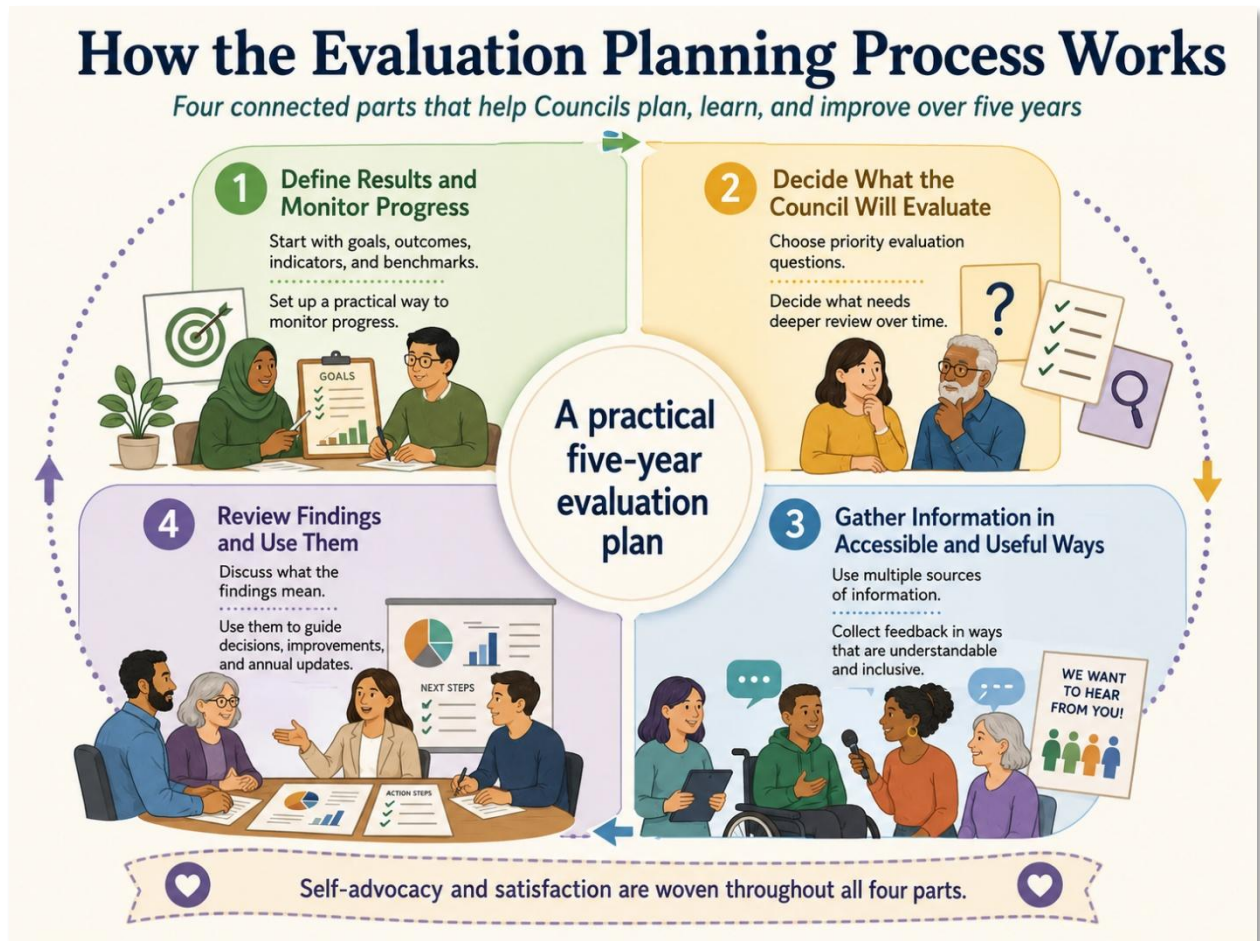 How the Evaluation Planning Process Works
Four connected parts that help Councils plan, learn, and improve over five years
1
Define Results and
Monitor Progress
Start with goals, outcomes,
indicators, and benchmarks.
Set up a practical way to
monitor progress.
GOALS
2
Decide What the
Council Will Evaluate
Choose priority evaluation
questions.
Decide what needs
deeper review over time.
?
A practical
five-year
evaluation
plan
3
Gather Information in
Accessible and Useful Ways
Use multiple sources
of information.
Collect feedback in ways
that are understandable
and inclusive.
WE WANT
TO HEAR
FROM YOU!
4
Review Findings
and Use Them
Discuss what the
findings mean.
Use them to guide
decisions, improvements,
and annual updates.
NEXT STEPS
ACTION STEPS
Self-advocacy and satisfaction are woven throughout all four parts.